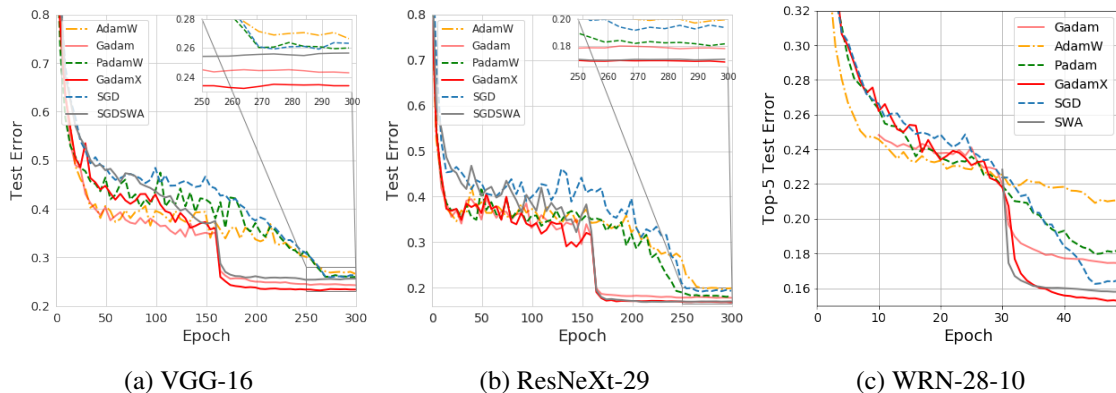 0.8
0.7
0.6
0.5
0.4
0.3
0.2
Test Error
0 50 100 150 200 250 300
Epoch
AdamW
Gadam
PadamW
GadamX
SGD
SGDSWA
0.28
0.26
0.24
250 260 270 280 290 300
(a) VGG-16
0.8
0.7
0.6
0.5
0.4
0.3
0.2
Test Error
0 50 100 150 200 250 300
Epoch
AdamW
Gadam
PadamW
GadamX
SGD
SGDSWA
0.20
0.18
250 260 270 280 290 300
(b) ResNeXt-29
0.32
0.30
0.28
0.26
0.24
0.22
0.20
0.18
0.16
Top-5 Test Error
0 10 20 30 40
Epoch
Gadam
AdamW
Padam
GadamX
SGD
SWA
(c) WRN-28-10